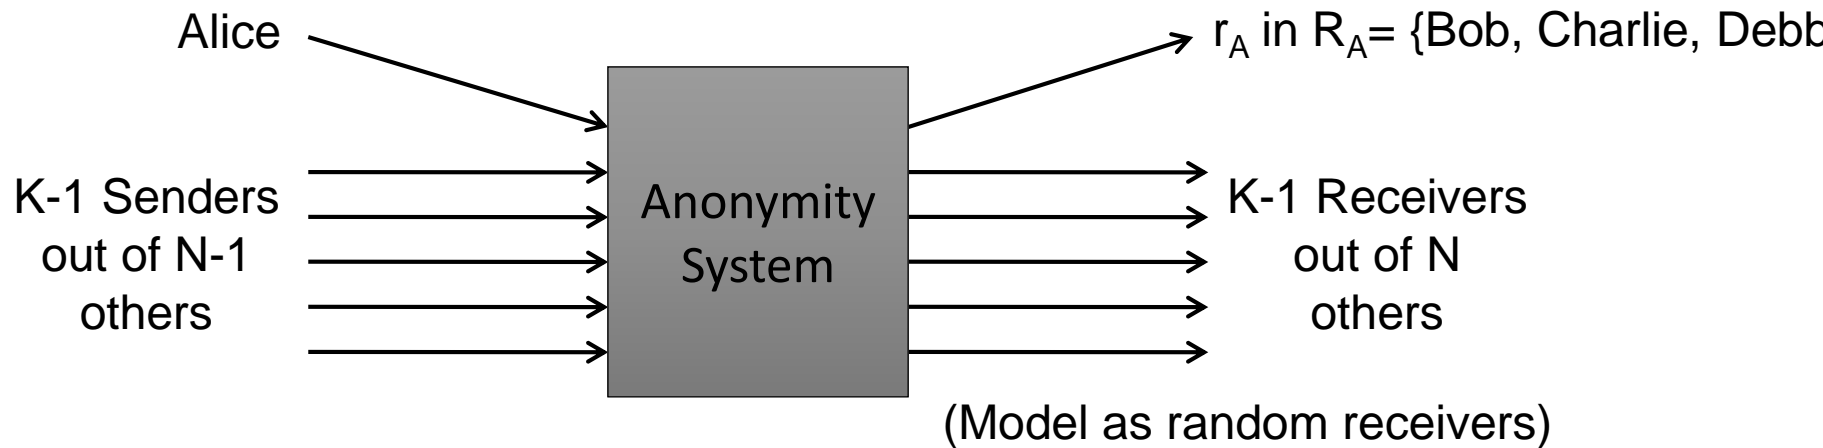 Alice
r_A in R_A= {Bob, Charlie, Debb
K-1 Senders
out of N-1
others
Anonymity
System
K-1 Receivers
out of N
others
(Model as random receivers)